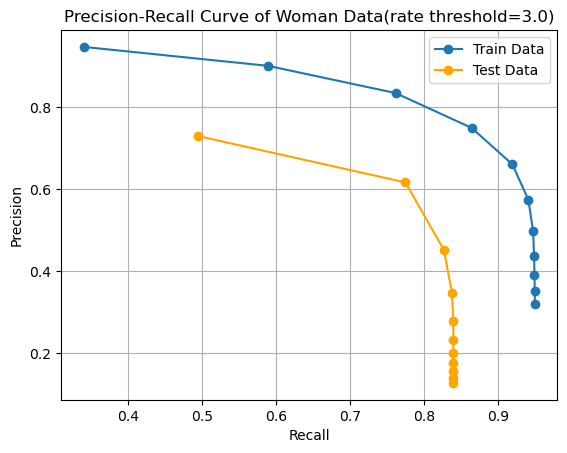 Precision-Recall Curve of Woman Data(rate threshold=3.0)
Train Data
Test Data
Precision
0.8
0.6
0.4
0.2
0.4 0.5 0.6 0.7 0.8 0.9
Recall